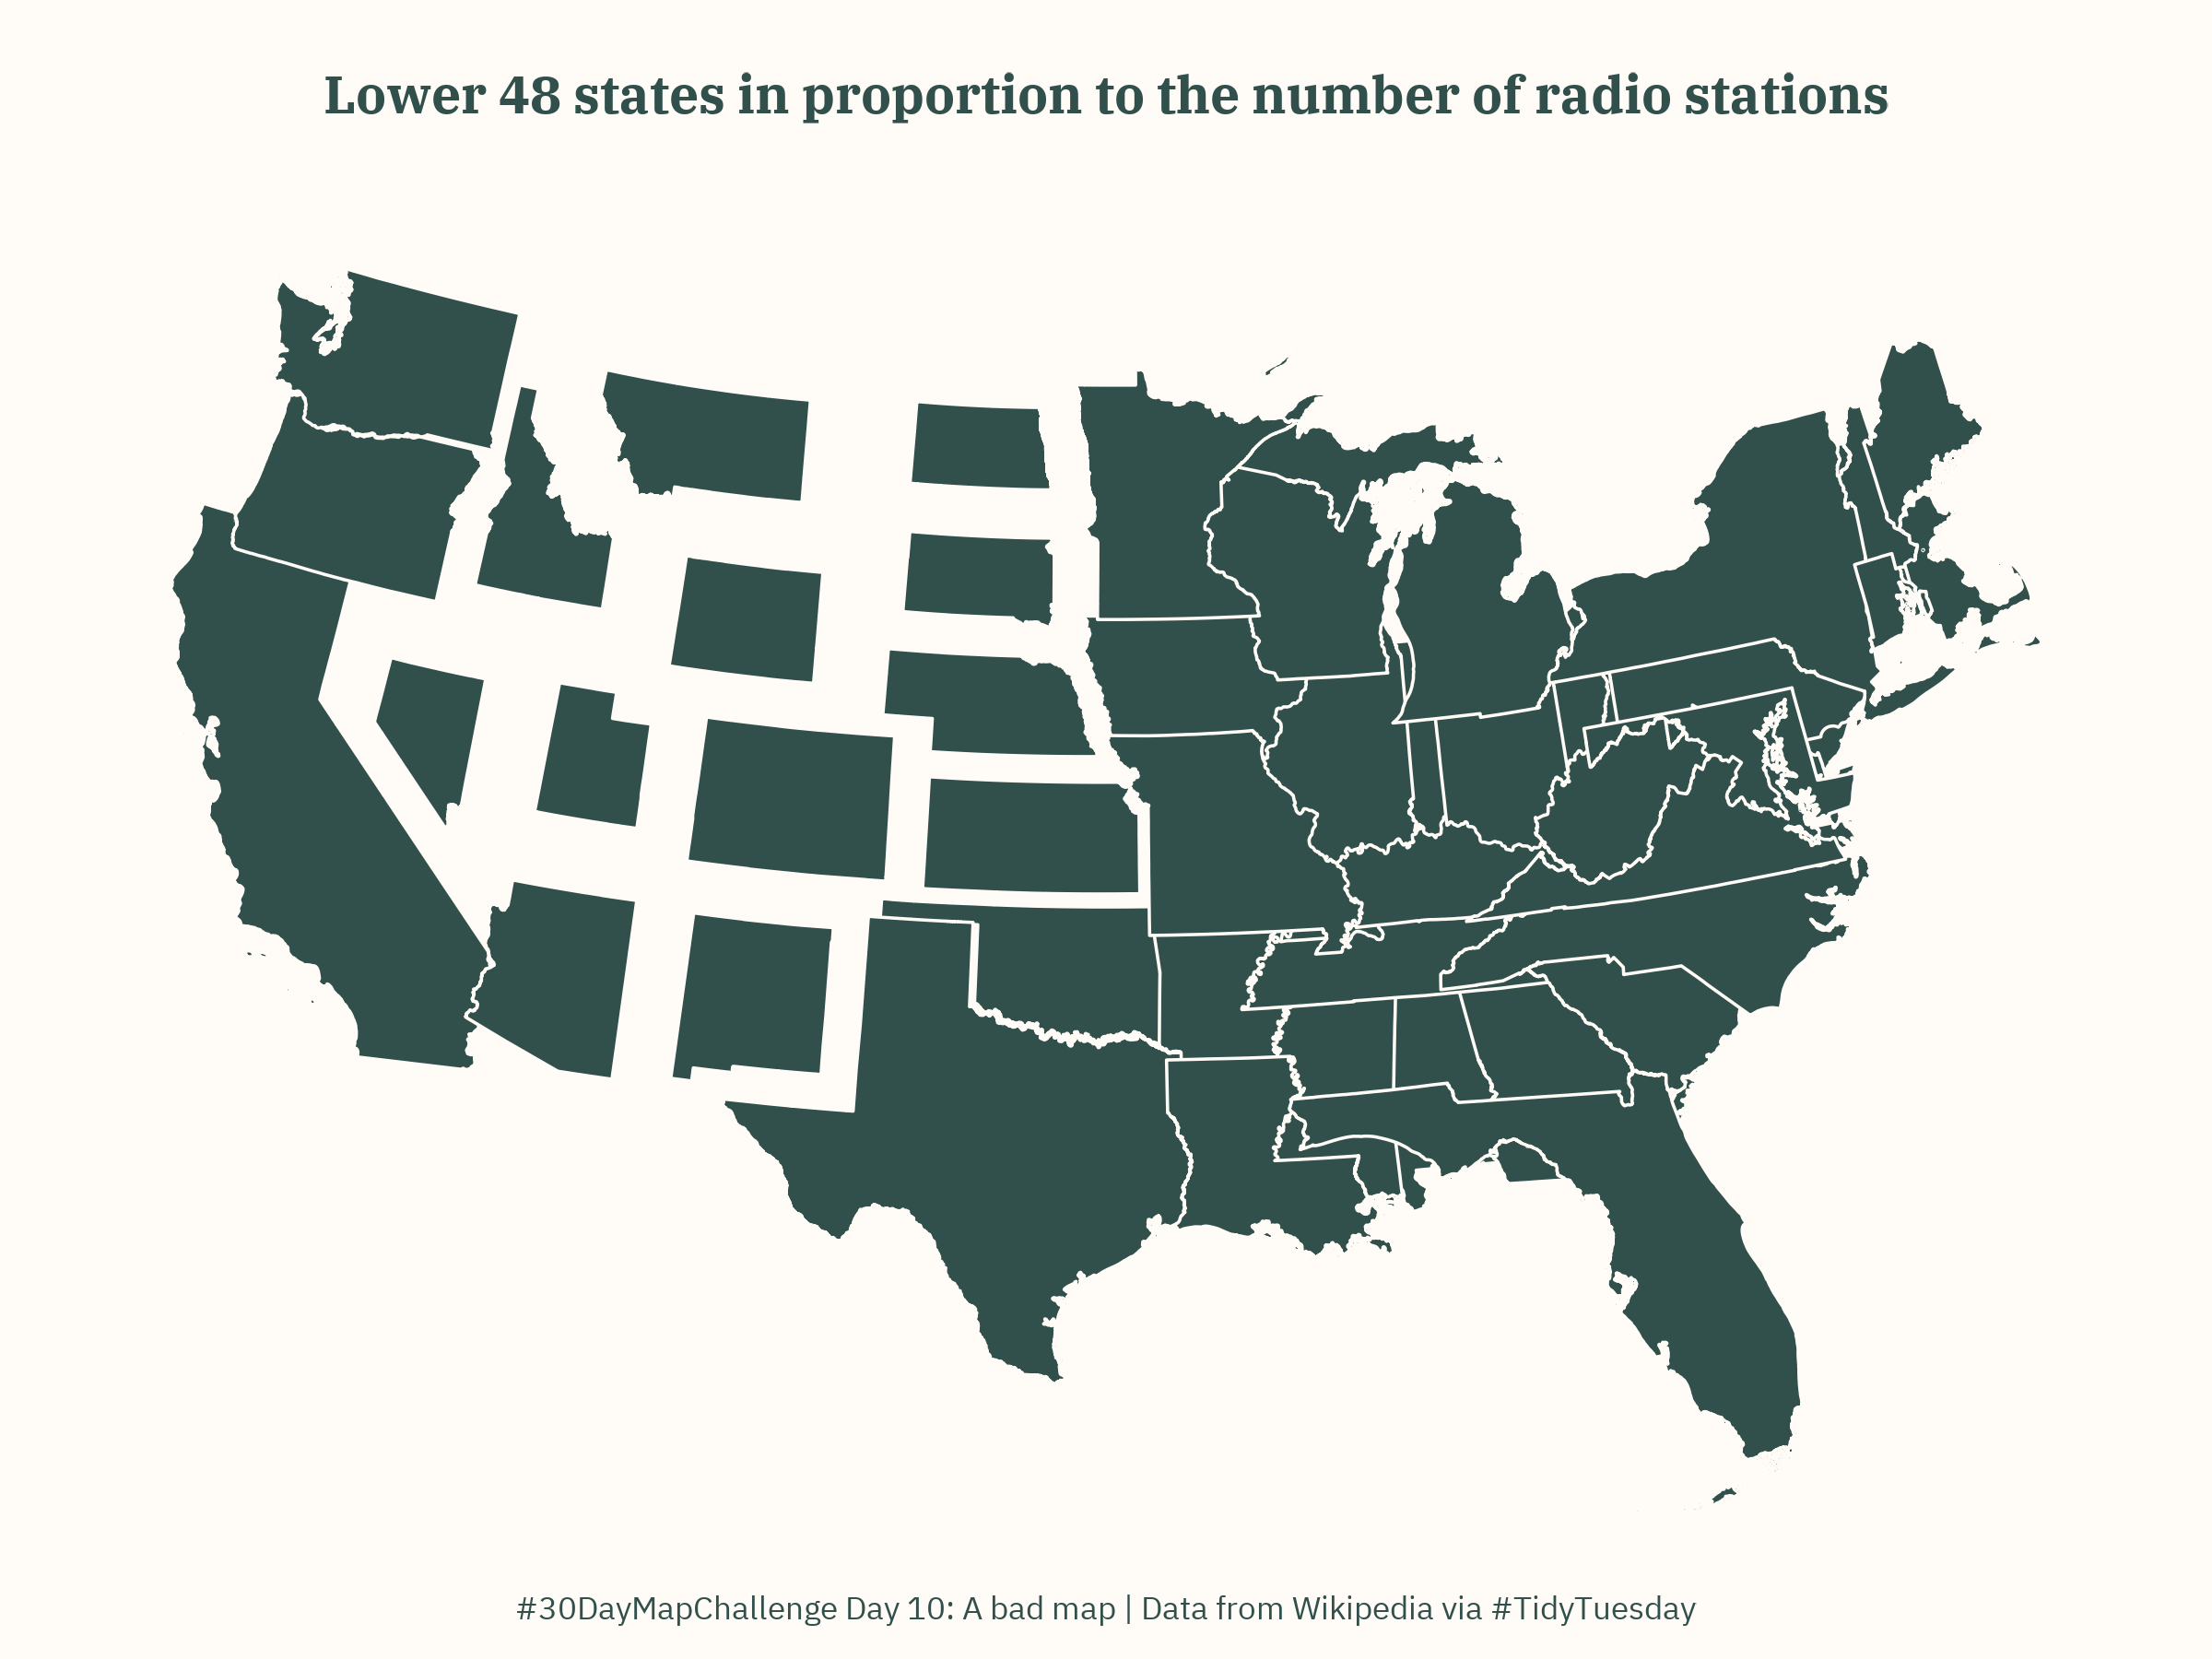 Lower 48 states in proportion to the number of radio stations
#30DayMapChallenge Day 10: A bad map | Data from Wikipedia via #TidyTuesday